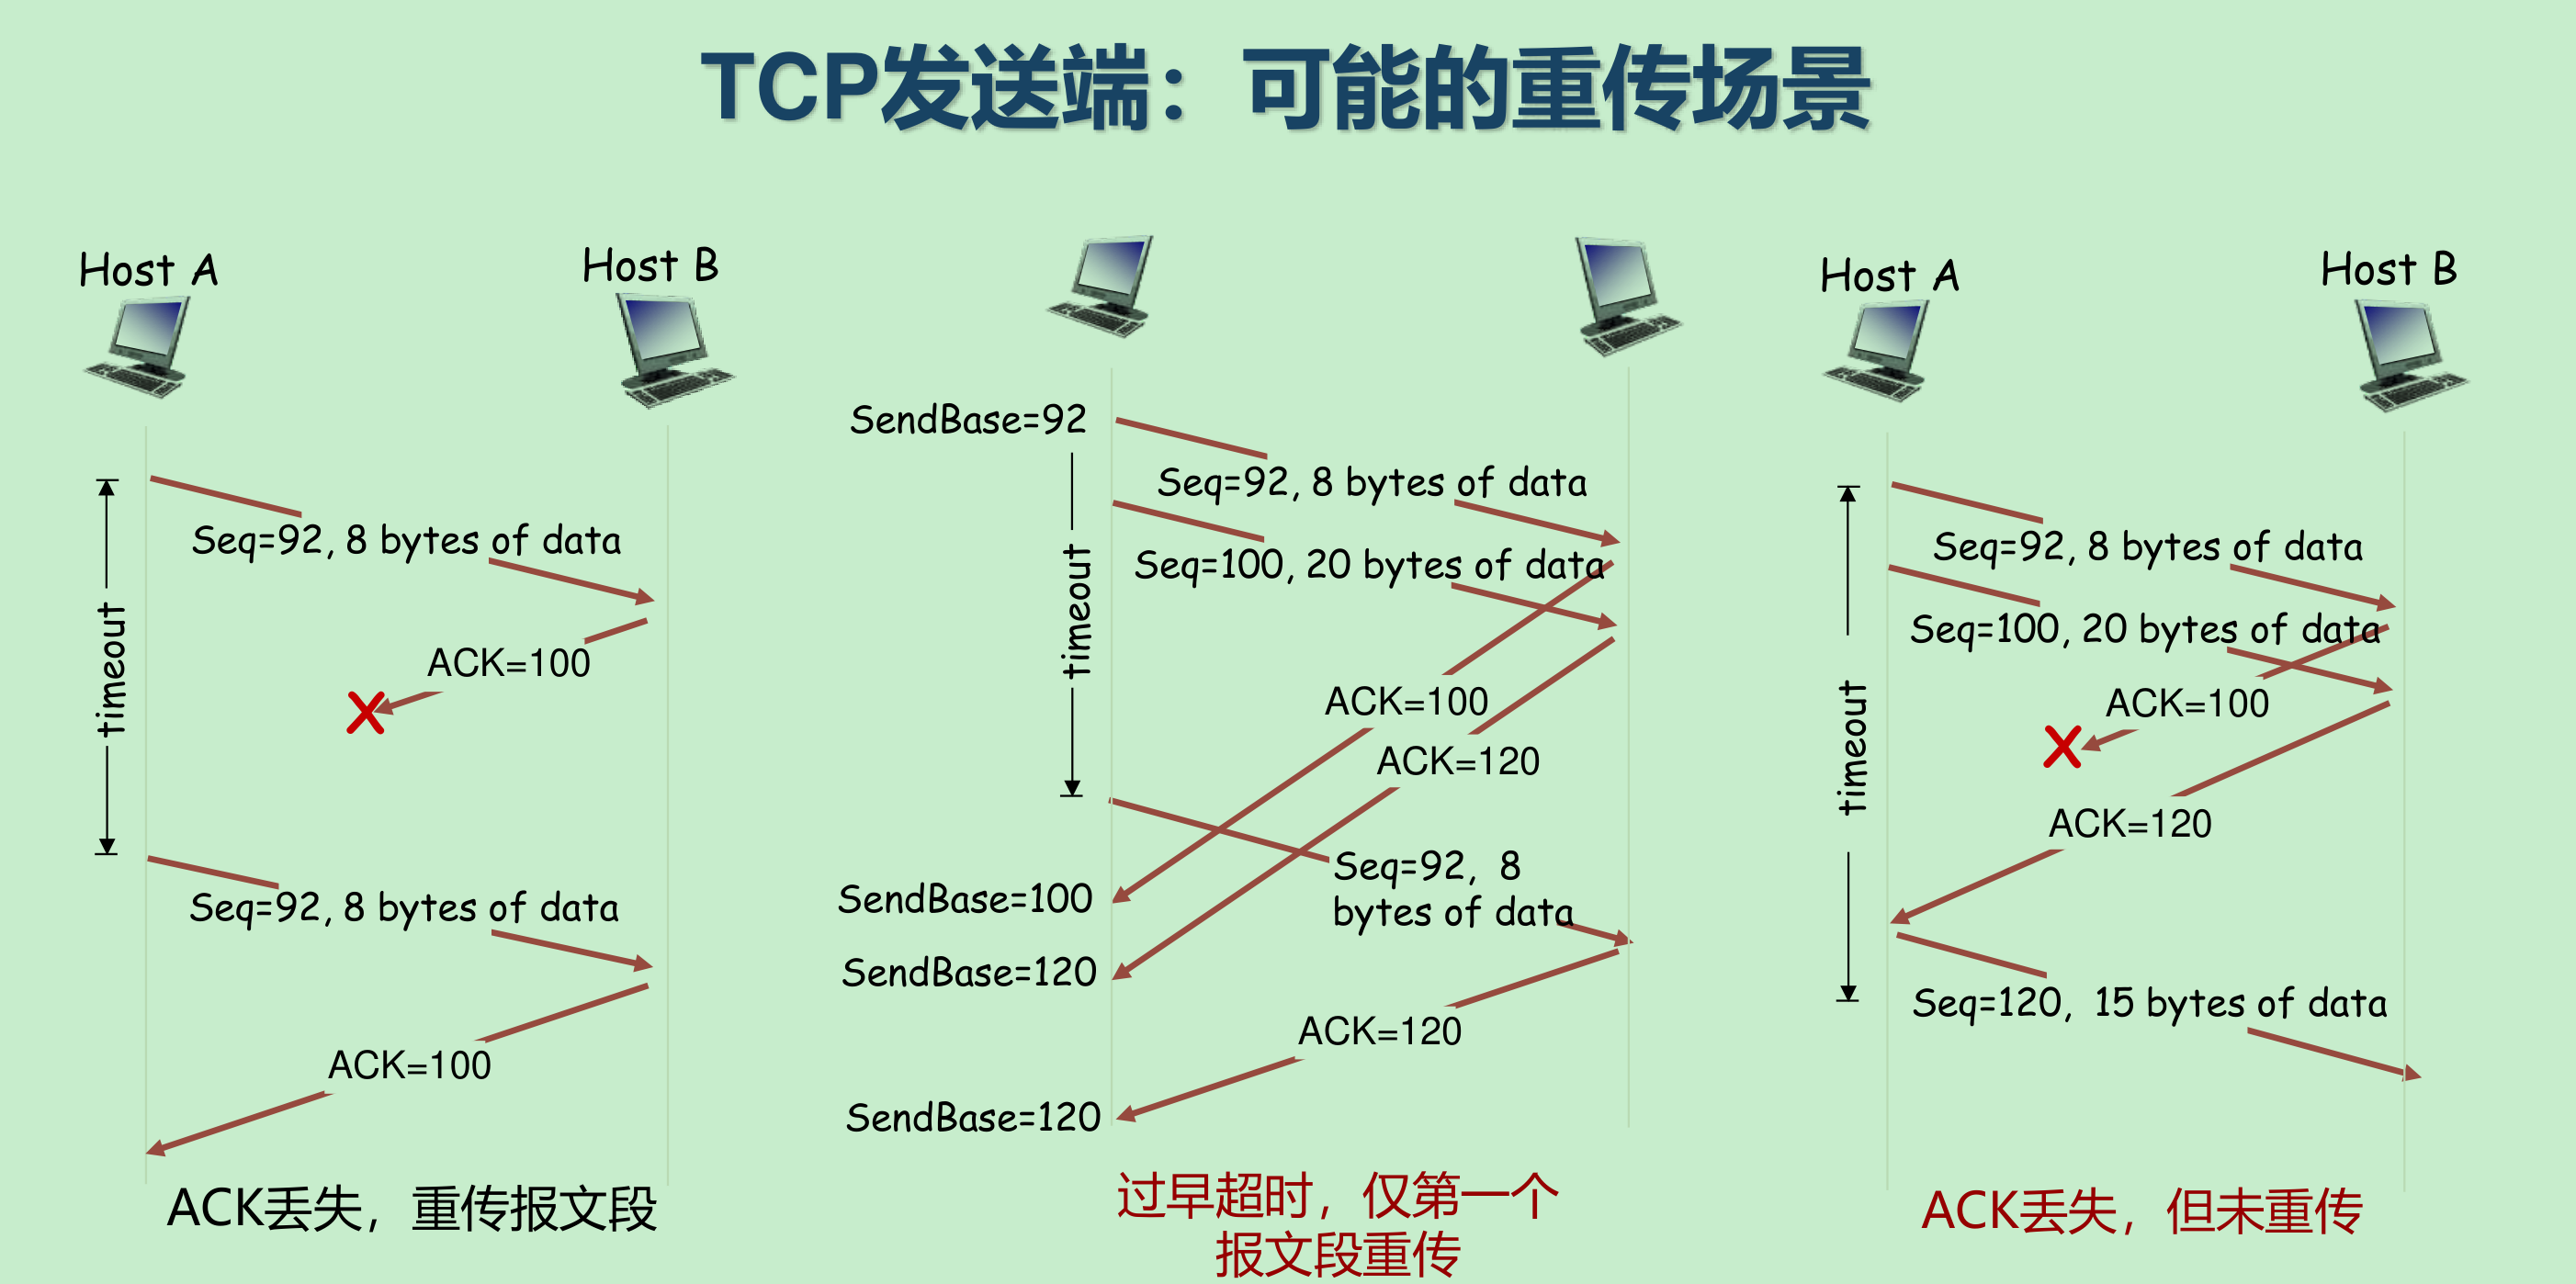 TCP发送端：可能的重传场景
Host A
Host B
timeout
Seq=92, 8 bytes of data
ACK=100
X
Seq=92, 8 bytes of data
ACK=100
ACK丢失，重传报文段
SendBase=92
timeout
Seq=92, 8 bytes of data
Seq=100, 20 bytes of data
ACK=100
ACK=120
Seq=92, 8
bytes of data
SendBase=100
SendBase=120
ACK=120
SendBase=120
过早超时，仅第一个
报文段重传
Host A
Host B
timeout
Seq=92, 8 bytes of data
Seq=100, 20 bytes of data
ACK=100
X
ACK=120
Seq=120, 15 bytes of data
ACK丢失，但未重传